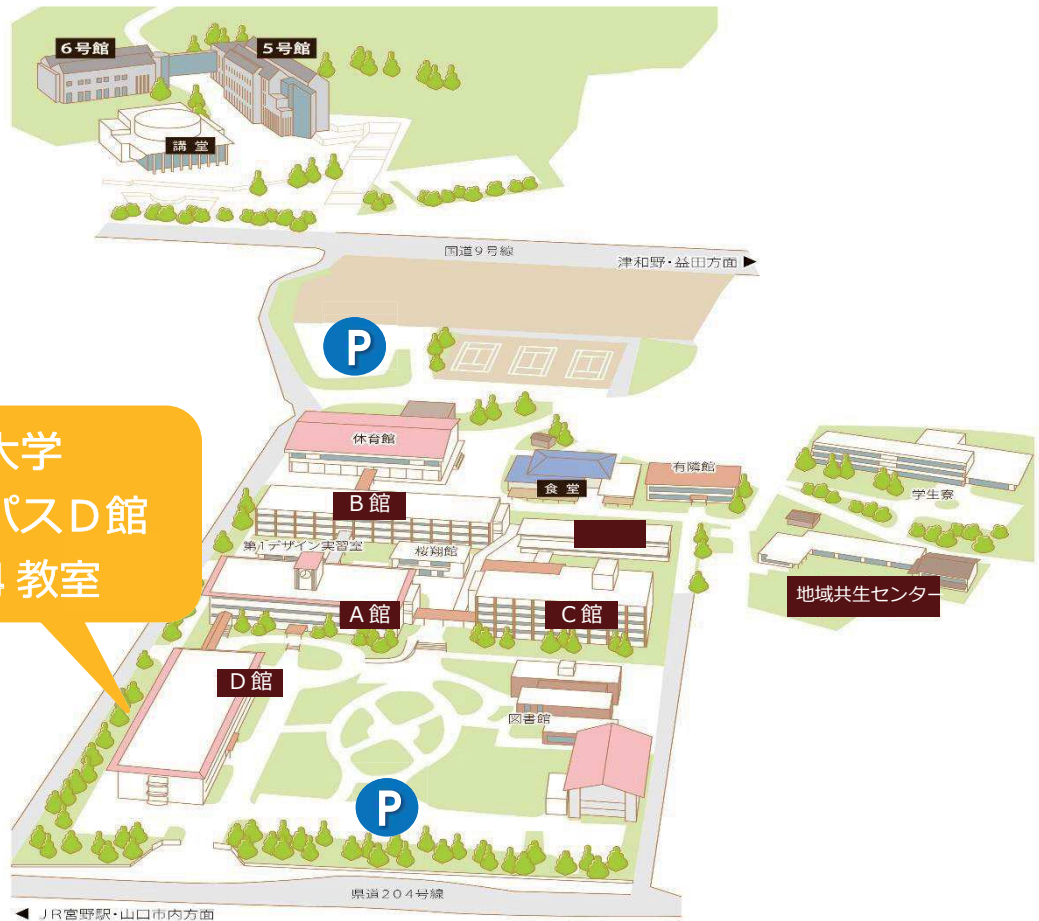 6号館
5号館
講堂
国道9号線
津和野・益田方面 ▶
P
大学
パスD館
教室
体育館
食堂
有隣館
学生寮
B館
第1デザイン実習室
桜翔館
A館
C館
地域共生センター
D館
図書館
P
県道204号線
◀ JR宮野駅・山口市内方面